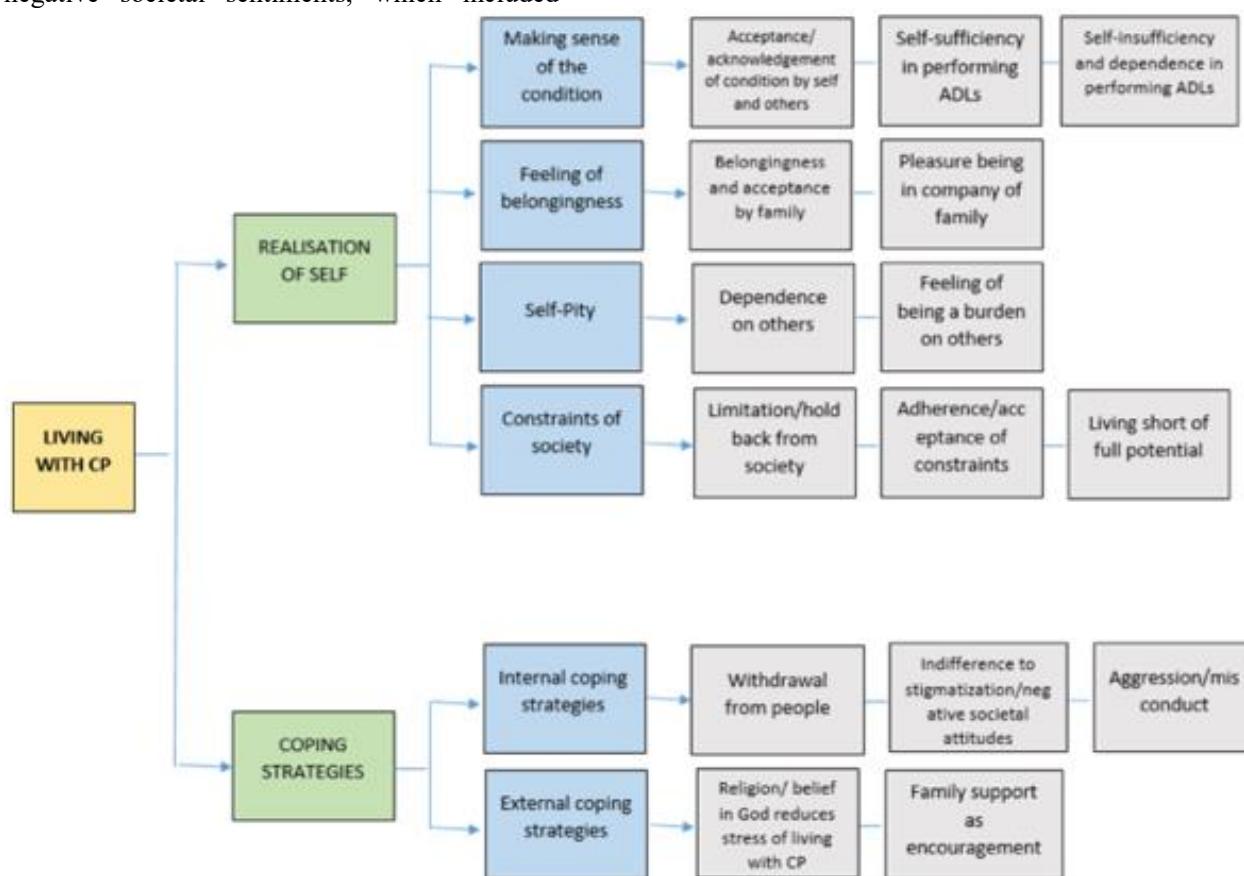 negative societal sentiments, which included
Making sense
of the
condition
Acceptance/
acknowledgement
of condition by self
and others
Self-sufficiency
in performing
ADLs
Self-insufficiency
and dependence in
performing ADLs
Feeling of
belongingness
Belongingness
and acceptance
by family
Pleasure being
in company of
family
REALISATION
OF SELF
Self-Pity
Dependence
on others
Feeling of
being a burden
on others
Constraints of
society
Limitation/hold
back from
society
Adherence/acc
eptance of
constraints
Living short of
full potential
LIVING
WITH CP
Internal coping
strategies
Withdrawal
from people
Indifference to
stigmatization/neg
ative societal
attitudes
Aggression/mis
conduct
COPING
STRATEGIES
External coping
strategies
Religion/ belief
in God reduces
stress of living
with CP
Family support
as
encouragement